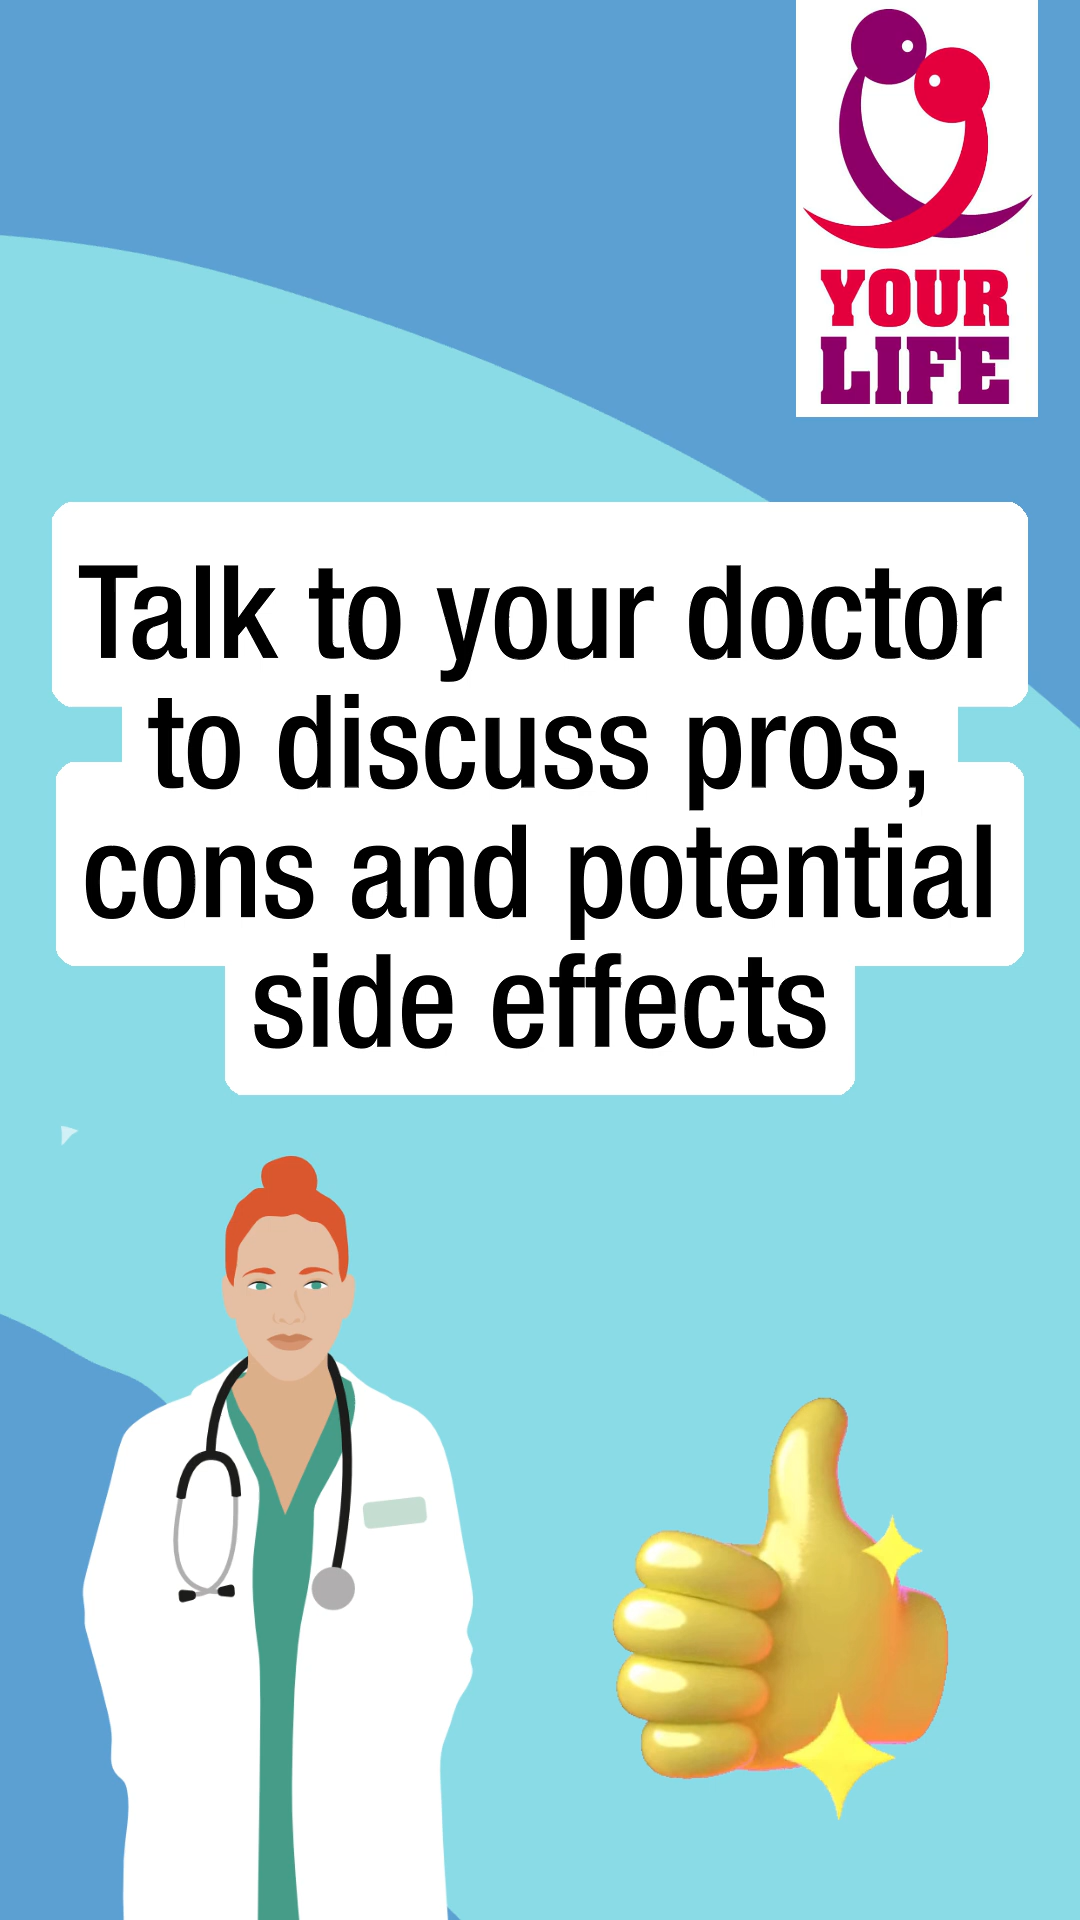 YOUR
LIFE
Talk to your doctor
to discuss pros,
cons and potential
side effects